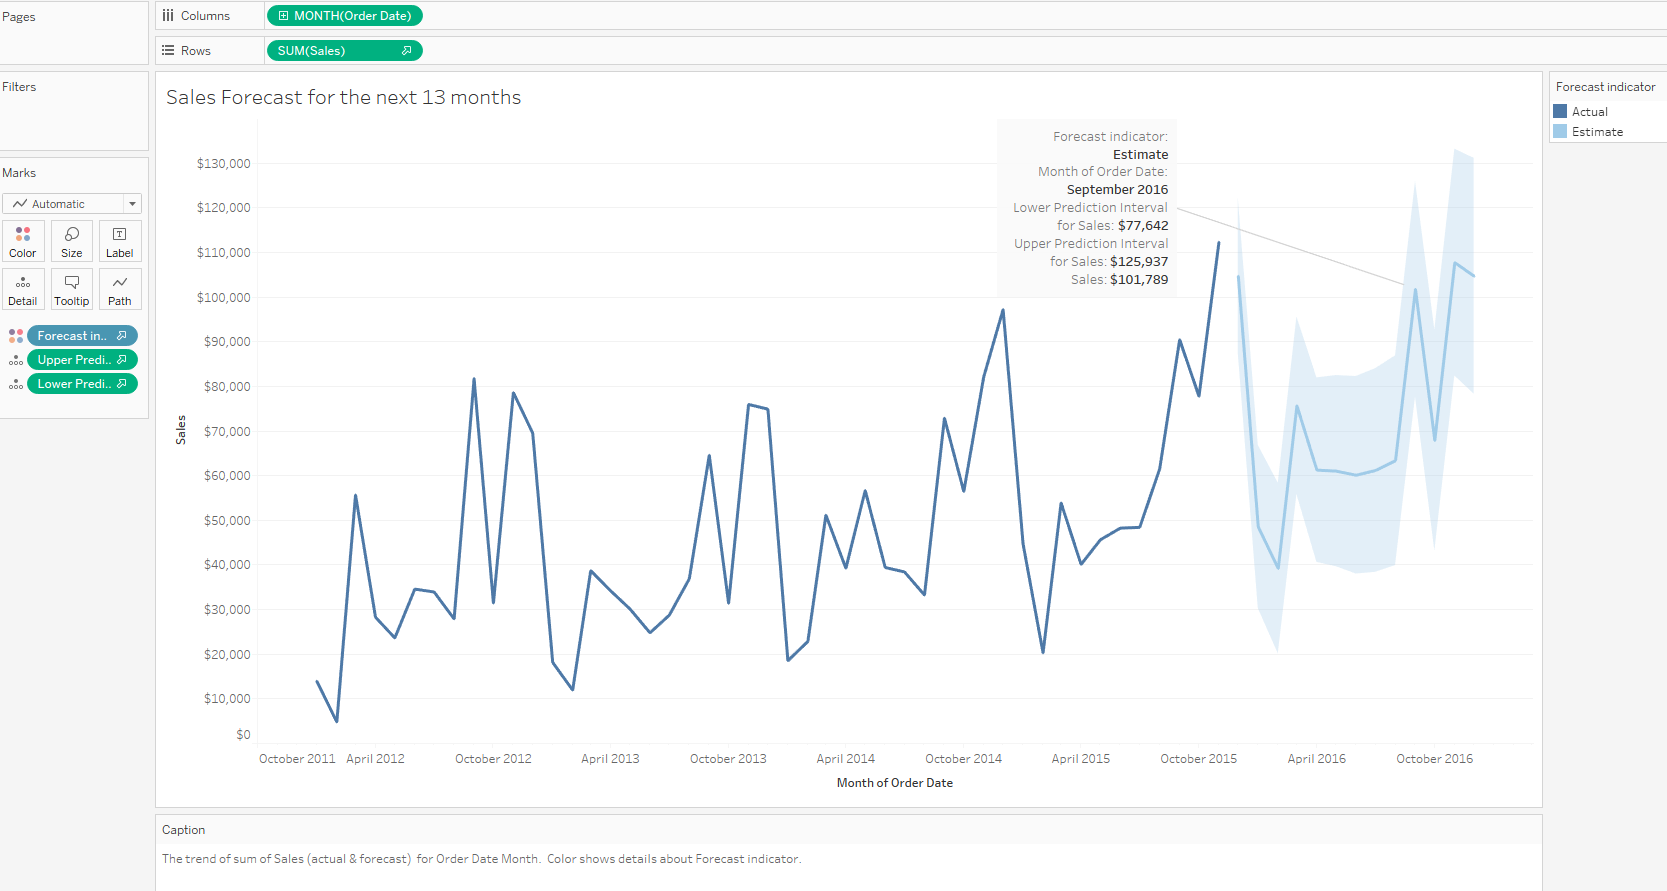 Pages
Columns
MONTH(Order Date)
Rows
SUM(Sales)
Filters
Marks
Automatic
Color
Size
Label
Detail
Tooltip
Path
Forecast in..
Upper Predi..
Lower Predi..
Sales Forecast for the next 13 months
Forecast indicator:
Estimate
Month of Order Date:
September 2016
Lower Prediction Interval
for Sales: $77,642
Upper Prediction Interval
for Sales: $125,937
Sales: $101,789
$130,000
$120,000
$110,000
$100,000
$90,000
$80,000
$70,000
$60,000
$50,000
$40,000
$30,000
$20,000
$10,000
$0
Sales
October 2011 April 2012 October 2012 April 2013 October 2013 April 2014 October 2014 April 2015 October 2015 April 2016 October 2016
Month of Order Date
Forecast indicator
Actual
Estimate
Caption
The trend of sum of Sales (actual & forecast) for Order Date Month. Color shows details about Forecast indicator.